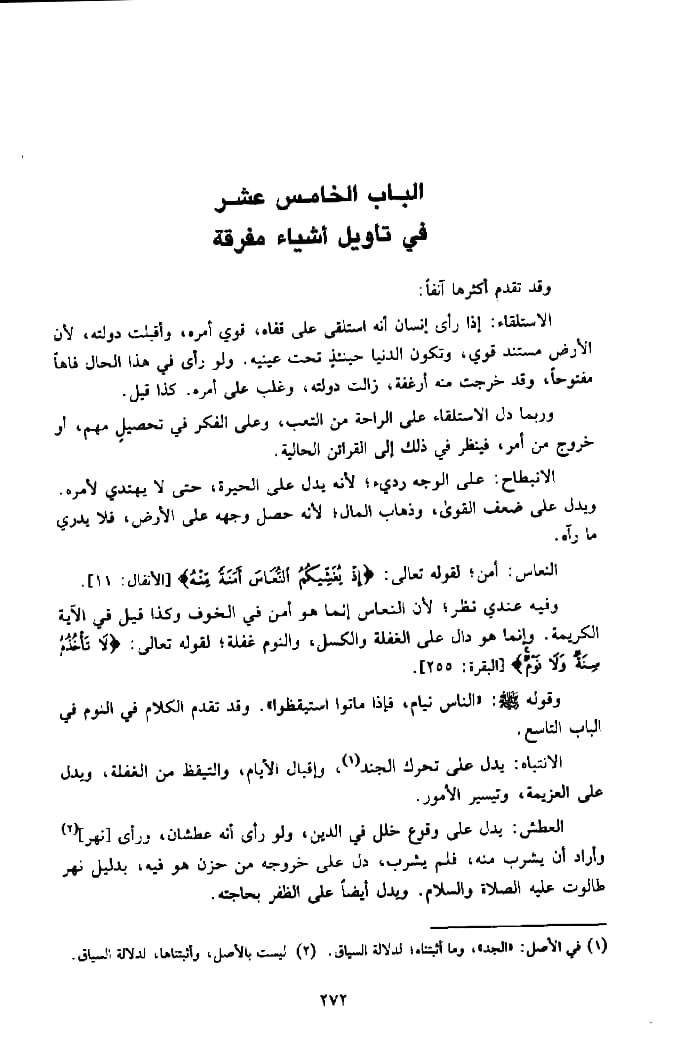 الباب الخامس عشر
في تأويل أشياء مفرقة
وقد تقدم أكثرها آنفاً:
الاستلقاء: إذا رأى إنسان أنه استلقى على قفاه، قوي أمره، وأقبلت دولته، لأن
الأرض مستند قوي، وتكون الدنيا حينئذٍ تحت عينيه. ولو رأى في هذا الحال فاهاً
مفتوحاً، وقد خرجت منه أرغفة، زالت دولته، وغلب على أمره. كذا قيل.
وربما دل الاستلقاء على الراحة من التعب، وعلى الفكر في تحصيلٍ مهم، أو
خروج من أمر، فينظر في ذلك إلى القرائن الحالية.
الانبطاح: على الوجه رديء؛ لأنه يدل على الحيرة، حتى لا يهتدي لأمره.
ويدل على ضعف القوىٰ، وذهاب المال؛ لأنه حصل وجهه على الأرض، فلا يدري
ما رآه.
النعاس: أمن؛ لقوله تعالى: ﴿إِذْ يُغَشِّيكُمُ النُّعَاسَ أَمَنَةً مِّنْهُ﴾ [الأنفال: ١١].
وفيه عندي نظر؛ لأن النعاس إنما هو أمن في الخوف وكذا قيل في الآية
الكريمة. وإنما هو دال على الغفلة والكسل، والنوم غفلة؛ لقوله تعالى: ﴿لَا تَأْخُذُهُ
سِنَةٌ وَلَا نَوْمٌ﴾ [البقرة: ٢٥٥].
وقوله ﷺ: «الناس نيام، فإذا ماتوا استيقظوا». وقد تقدم الكلام في النوم في
الباب التاسع.
الانتباه: يدل على تحرك الجند(١)، وإقبال الأيام، والتيقظ من الغفلة، ويدل
على العزيمة، وتيسير الأمور.
العطش: يدل على وقوع خلل في الدين، ولو رأى أنه عطشان، ورأى [نهر](٢)
وأراد أن يشرب منه، فلم يشرب، دل على خروجه من حزن هو فيه، بدليل نهر
طالوت عليه الصلاة والسلام. ويدل أيضاً على الظفر بحاجته.
(١) في الأصل: «الجد»، وما أثبتناه؛ لدلالة السياق. (٢) ليست بالأصل، وأثبتناها، لدلالة السياق.
٢٧٢